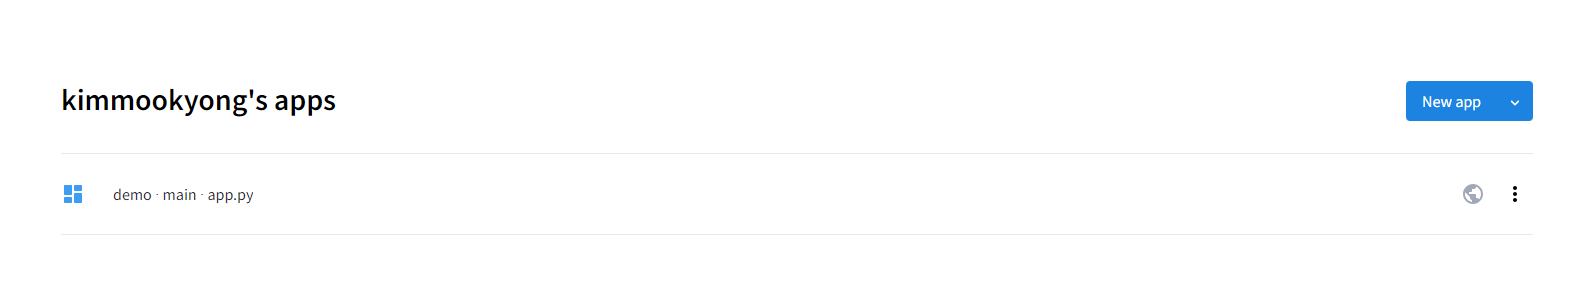 kimmookyong's apps
New app
demo · main · app.py